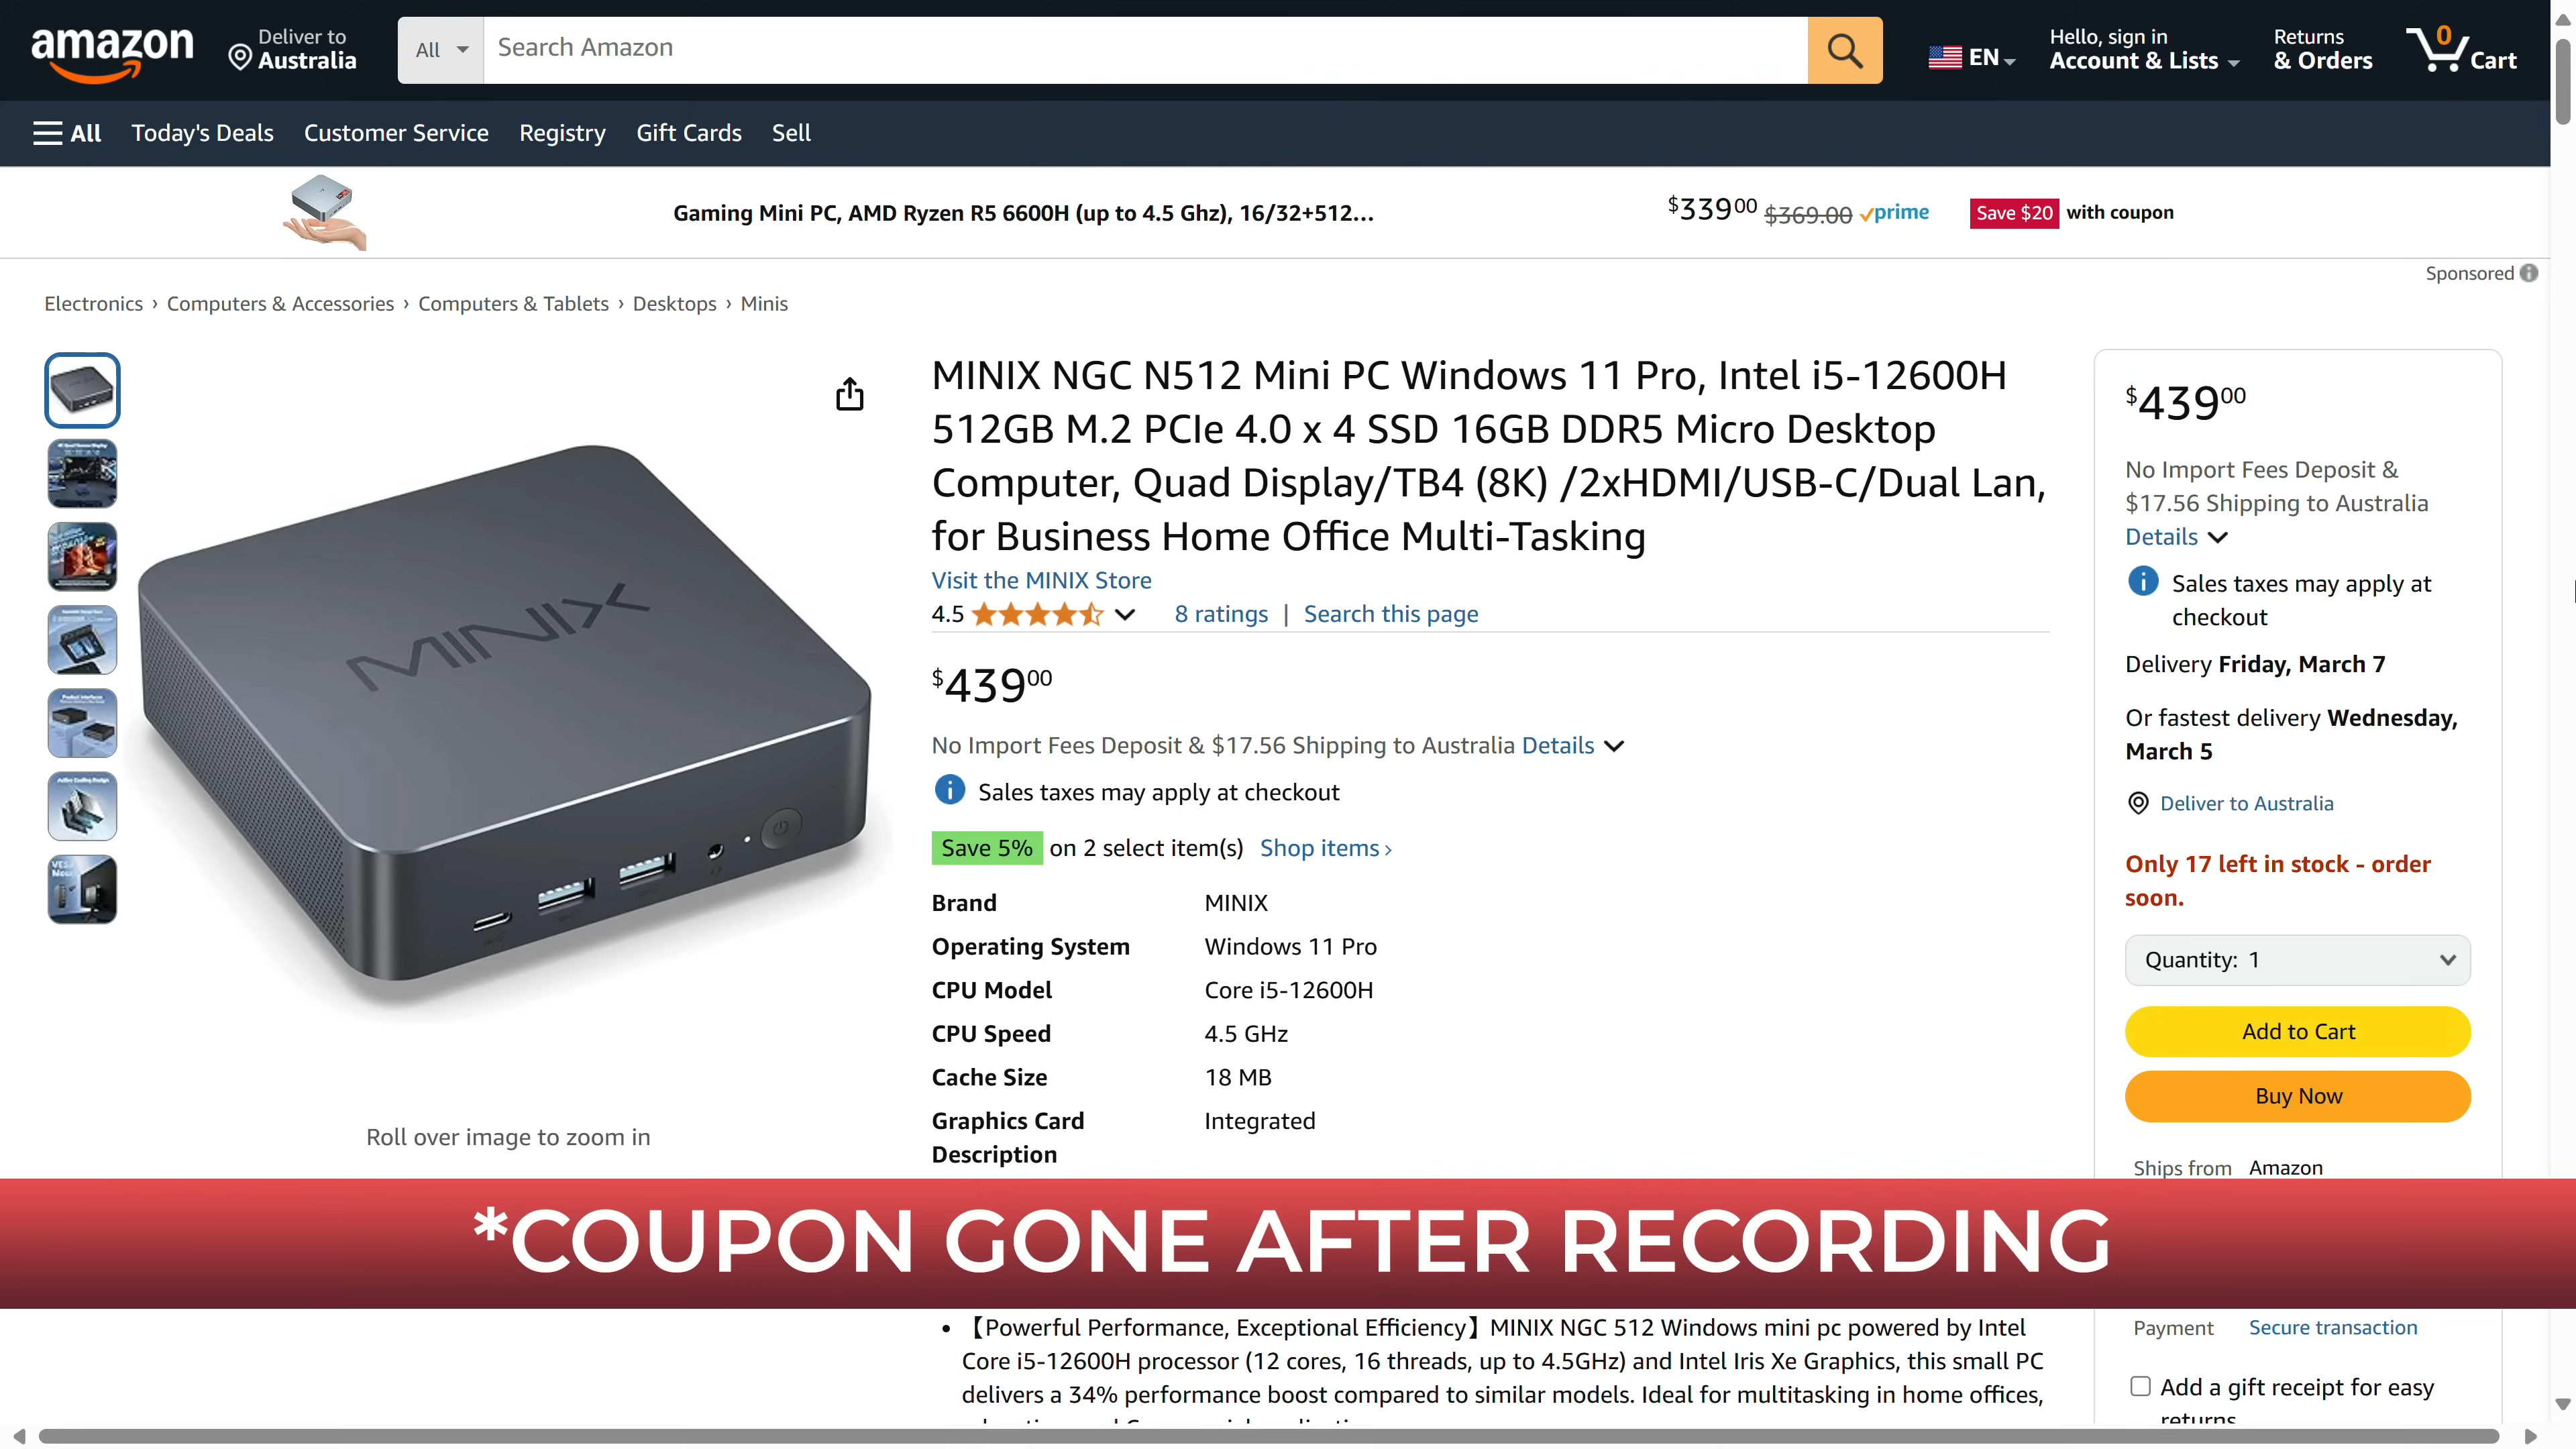 amazon
Deliver to
Australia
All
Search Amazon
EN
Hello, sign in
Account & Lists
Returns
& Orders
0
Cart
All
Today's Deals
Customer Service
Registry
Gift Cards
Sell
Gaming Mini PC, AMD Ryzen R5 6600H (up to 4.5 Ghz), 16/32+512...
$33900 $369.00 prime
Save $20 with coupon
Sponsored
Electronics › Computers & Accessories › Computers & Tablets › Desktops › Minis
MINIX
Roll over image to zoom in
MINIX NGC N512 Mini PC Windows 11 Pro, Intel i5-12600H
512GB M.2 PCIe 4.0 x 4 SSD 16GB DDR5 Micro Desktop
Computer, Quad Display/TB4 (8K) /2xHDMI/USB-C/Dual Lan,
for Business Home Office Multi-Tasking
Visit the MINIX Store
4.5
8 ratings | Search this page
$43900
No Import Fees Deposit & $17.56 Shipping to Australia Details
Sales taxes may apply at checkout
Save 5% on 2 select item(s) Shop items ›
Brand MINIX
Operating System Windows 11 Pro
CPU Model Core i5-12600H
CPU Speed 4.5 GHz
Cache Size 18 MB
Graphics Card Integrated
Description
$43900
No Import Fees Deposit &
$17.56 Shipping to Australia
Details
Sales taxes may apply at
checkout
Delivery Friday, March 7
Or fastest delivery Wednesday,
March 5
Deliver to Australia
Only 17 left in stock - order
soon.
Quantity: 1
Add to Cart
Buy Now
Ships from Amazon
*COUPON GONE AFTER RECORDING
• 【Powerful Performance, Exceptional Efficiency】MINIX NGC 512 Windows mini pc powered by Intel
Core i5-12600H processor (12 cores, 16 threads, up to 4.5GHz) and Intel Iris Xe Graphics, this small PC
delivers a 34% performance boost compared to similar models. Ideal for multitasking in home offices,
Payment Secure transaction
Add a gift receipt for easy
returns